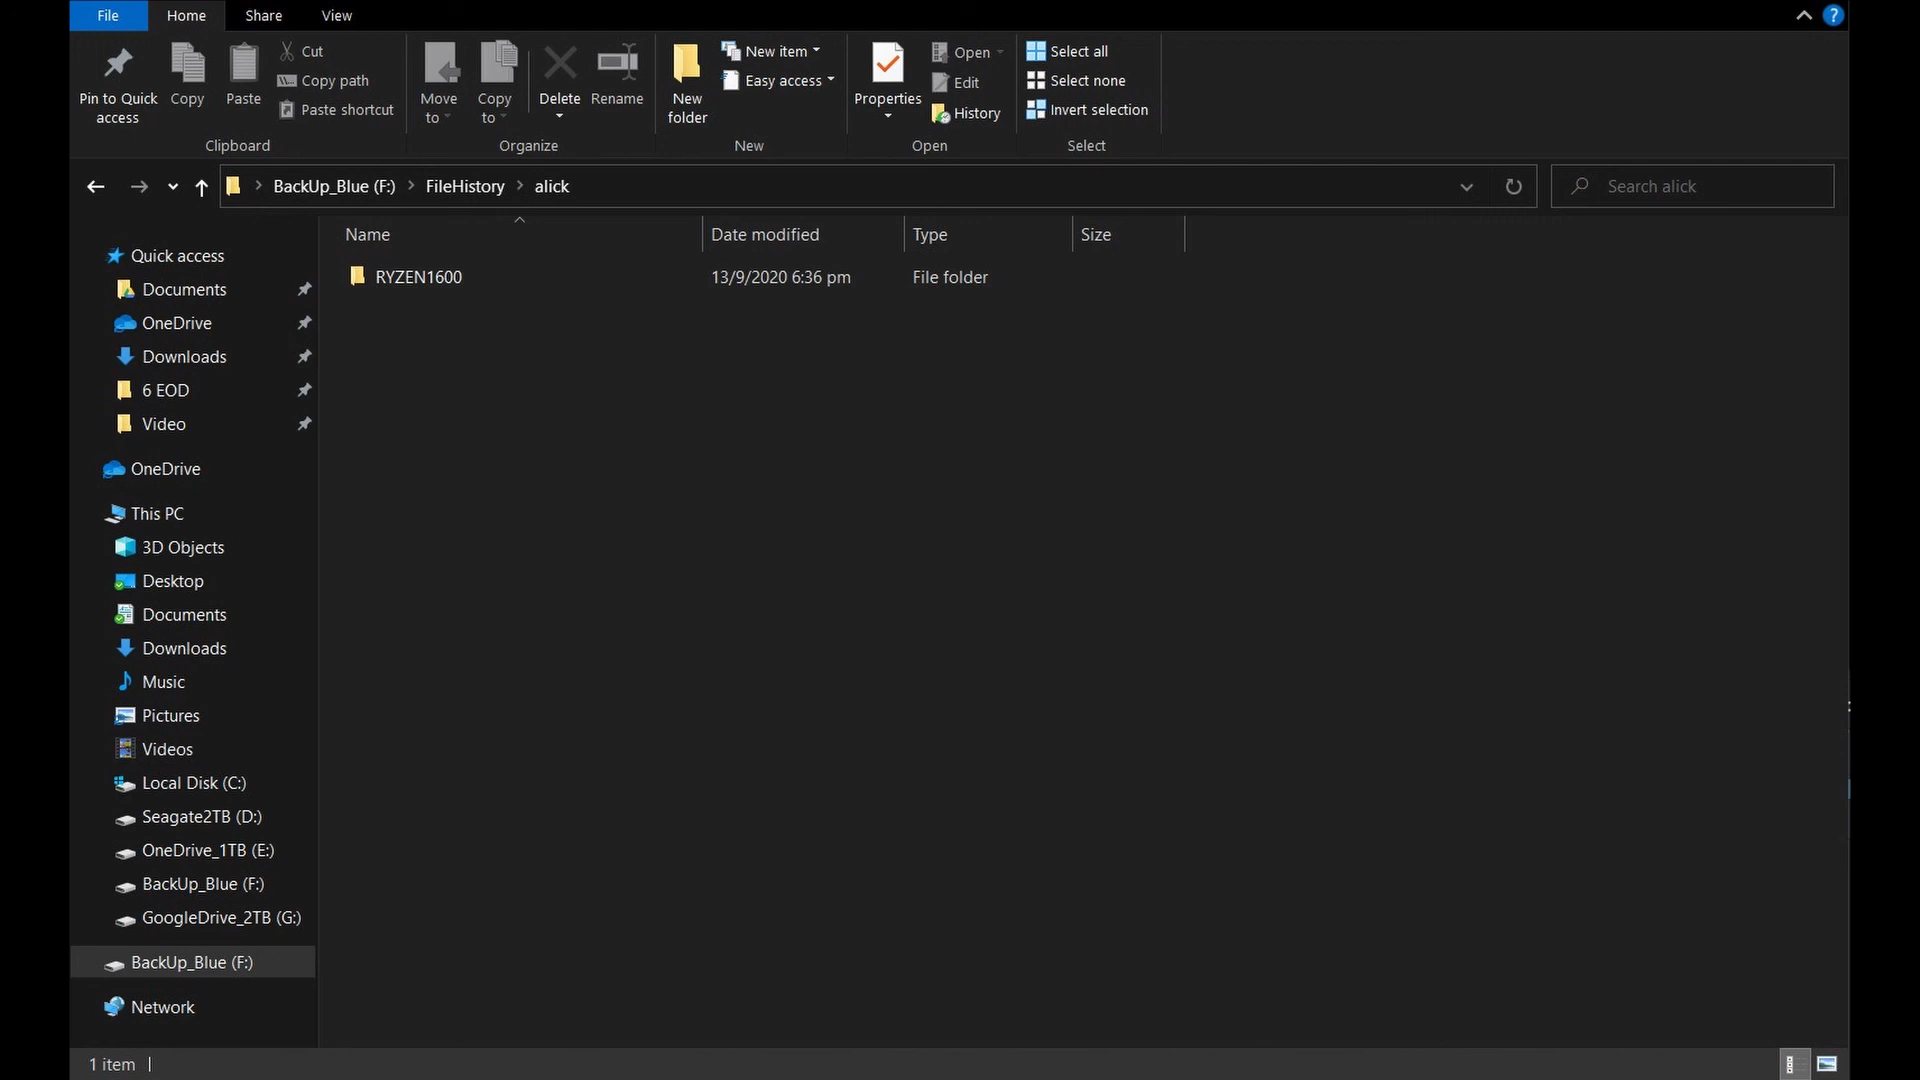 File Home Share View ?
Pin to Quick access
Copy
Paste
Cut
Copy path
Paste shortcut
Clipboard
Move to
Copy to
Delete
Rename
Organize
New folder
New item
Easy access
New
Properties
Open
Edit
History
Open
Select all
Select none
Invert selection
Select
BackUp_Blue (F:) FileHistory alick
Search alick
Name Date modified Type Size
RYZEN1600 13/9/2020 6:36 pm File folder
Quick access
Documents
OneDrive
Downloads
6 EOD
Video
OneDrive
This PC
3D Objects
Desktop
Documents
Downloads
Music
Pictures
Videos
Local Disk (C:)
Seagate2TB (D:)
OneDrive_1TB (E:)
BackUp_Blue (F:)
GoogleDrive_2TB (G:)
BackUp_Blue (F:)
Network
1 item